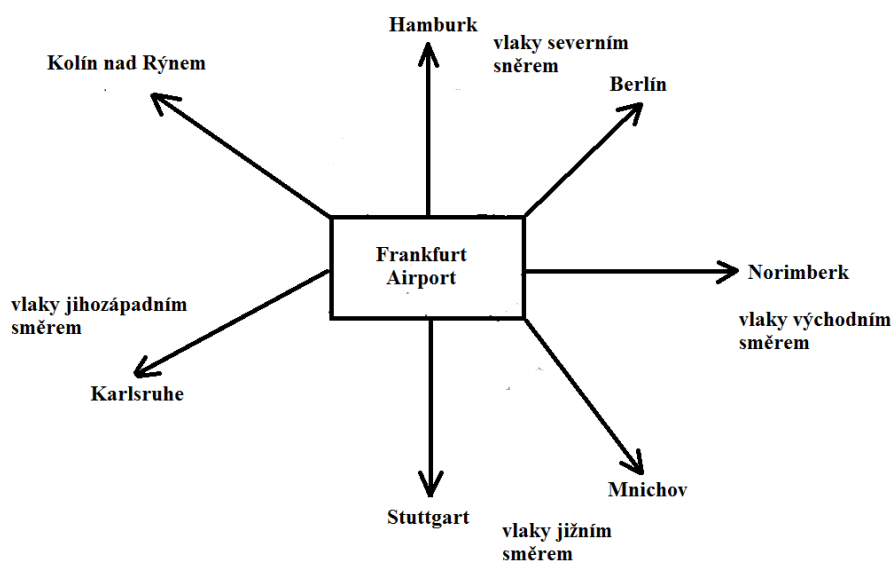 Hamburk
vlaky severním
sněrem
Kolín nad Rýnem
Berlín
Frankfurt
Airport
Norimberk
vlaky jihozápadním
směrem
vlaky východním
směrem
Karlsruhe
Mnichov
Stuttgart
vlaky jižním
směrem